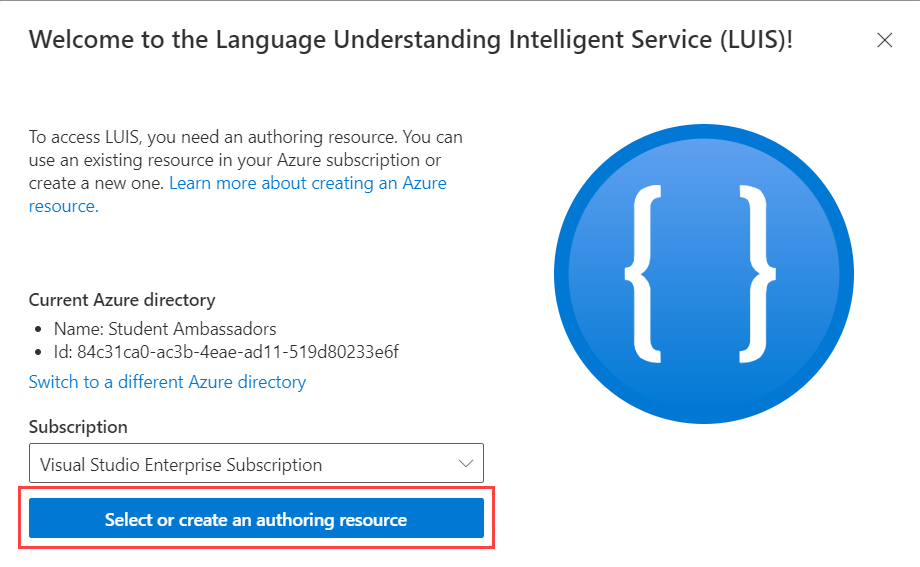 Welcome to the Language Understanding Intelligent Service (LUIS)!
To access LUIS, you need an authoring resource. You can
use an existing resource in your Azure subscription or
create a new one. Learn more about creating an Azure
resource.
Current Azure directory
• Name: Student Ambassadors
• Id: 84c31ca0-ac3b-4eae-ad11-519d80233e6f
Switch to a different Azure directory
Subscription
Visual Studio Enterprise Subscription
Select or create an authoring resource
{ }